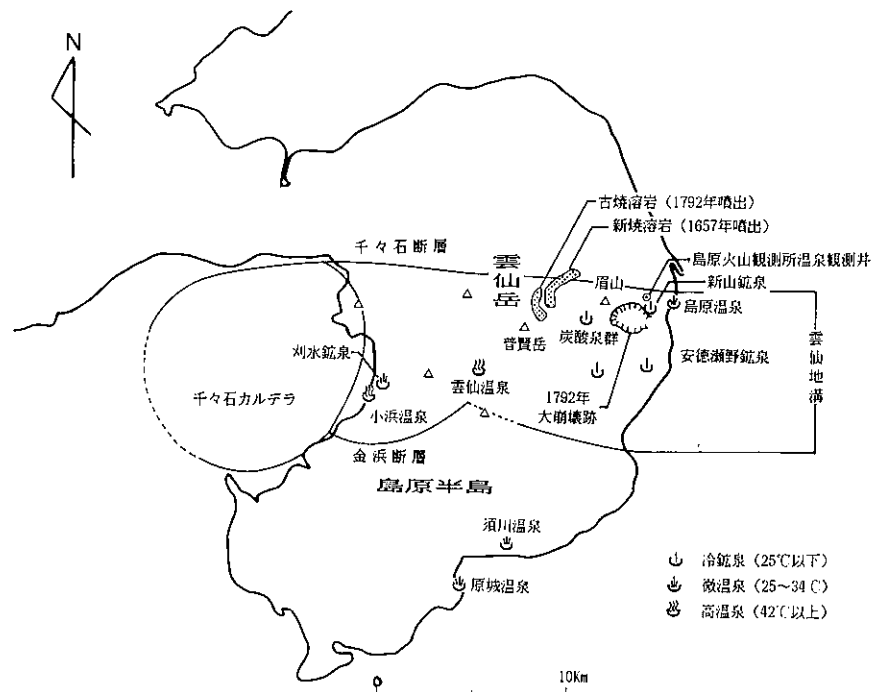 N
古焼溶岩（1792年噴出）
新焼溶岩（1657年噴出）
千々石断層
雲仙岳
島原火山観測所温泉観測井
眉山
新山鉱泉
島原温泉
普賢岳
炭酸泉群
刈水鉱泉
雲仙温泉
安徳瀬野鉱泉
雲仙地溝
千々石カルデラ
小浜温泉
1792年
大崩壊跡
金浜断層
島原半島
須川温泉
原城温泉
冷鉱泉（25℃以下）
微温泉（25～34℃）
高温泉（42℃以上）
0
10Km